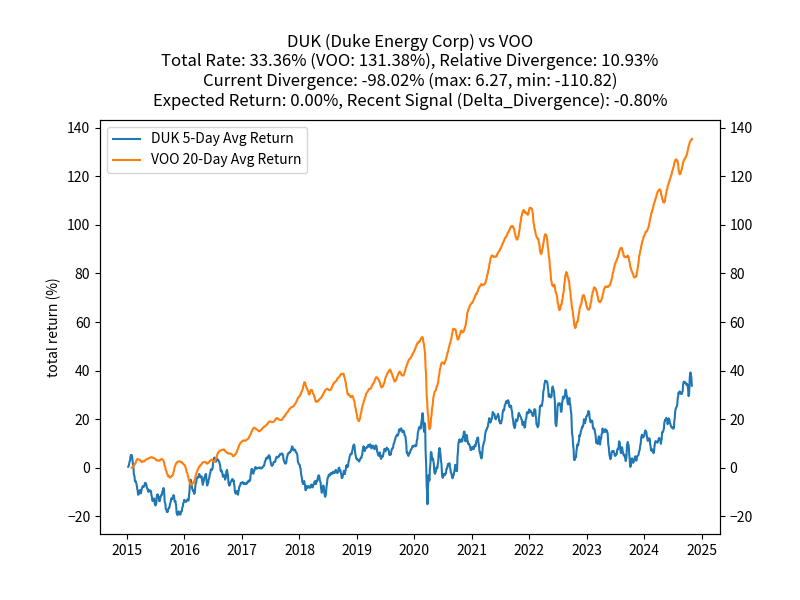 DUK (Duke Energy Corp) vs VOO
Total Rate: 33.36% (VOO: 131.38%), Relative Divergence: 10.93%
Current Divergence: -98.02% (max: 6.27, min: -110.82)
Expected Return: 0.00%, Recent Signal (Delta_Divergence): -0.80%
DUK 5-Day Avg Return
VOO 20-Day Avg Return
total return (%)
140 140
120 120
100 100
80 80
60 60
40 40
20 20
0 0
−20 −20
2015 2016 2017 2018 2019 2020 2021 2022 2023 2024 2025